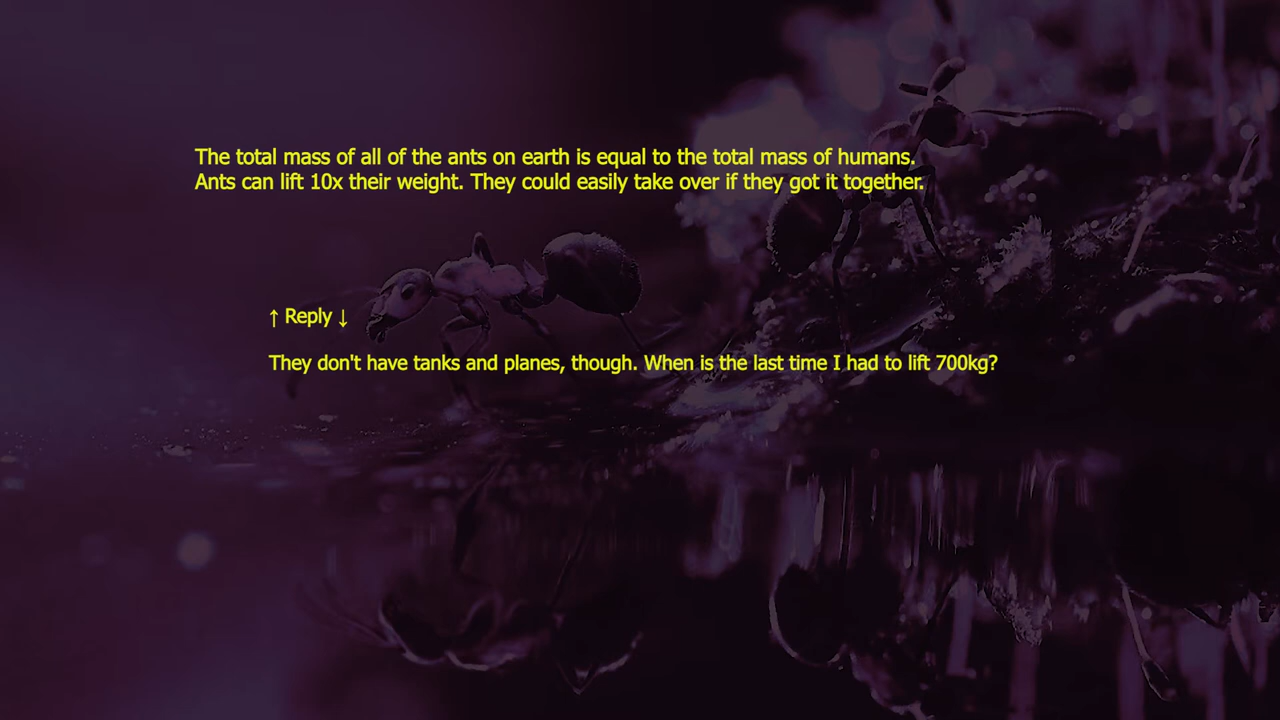 The total mass of all of the ants on earth is equal to the total mass of humans.
Ants can lift 10x their weight. They could easily take over if they got it together.
↑ Reply ↓
They don't have tanks and planes, though. When is the last time I had to lift 700kg?